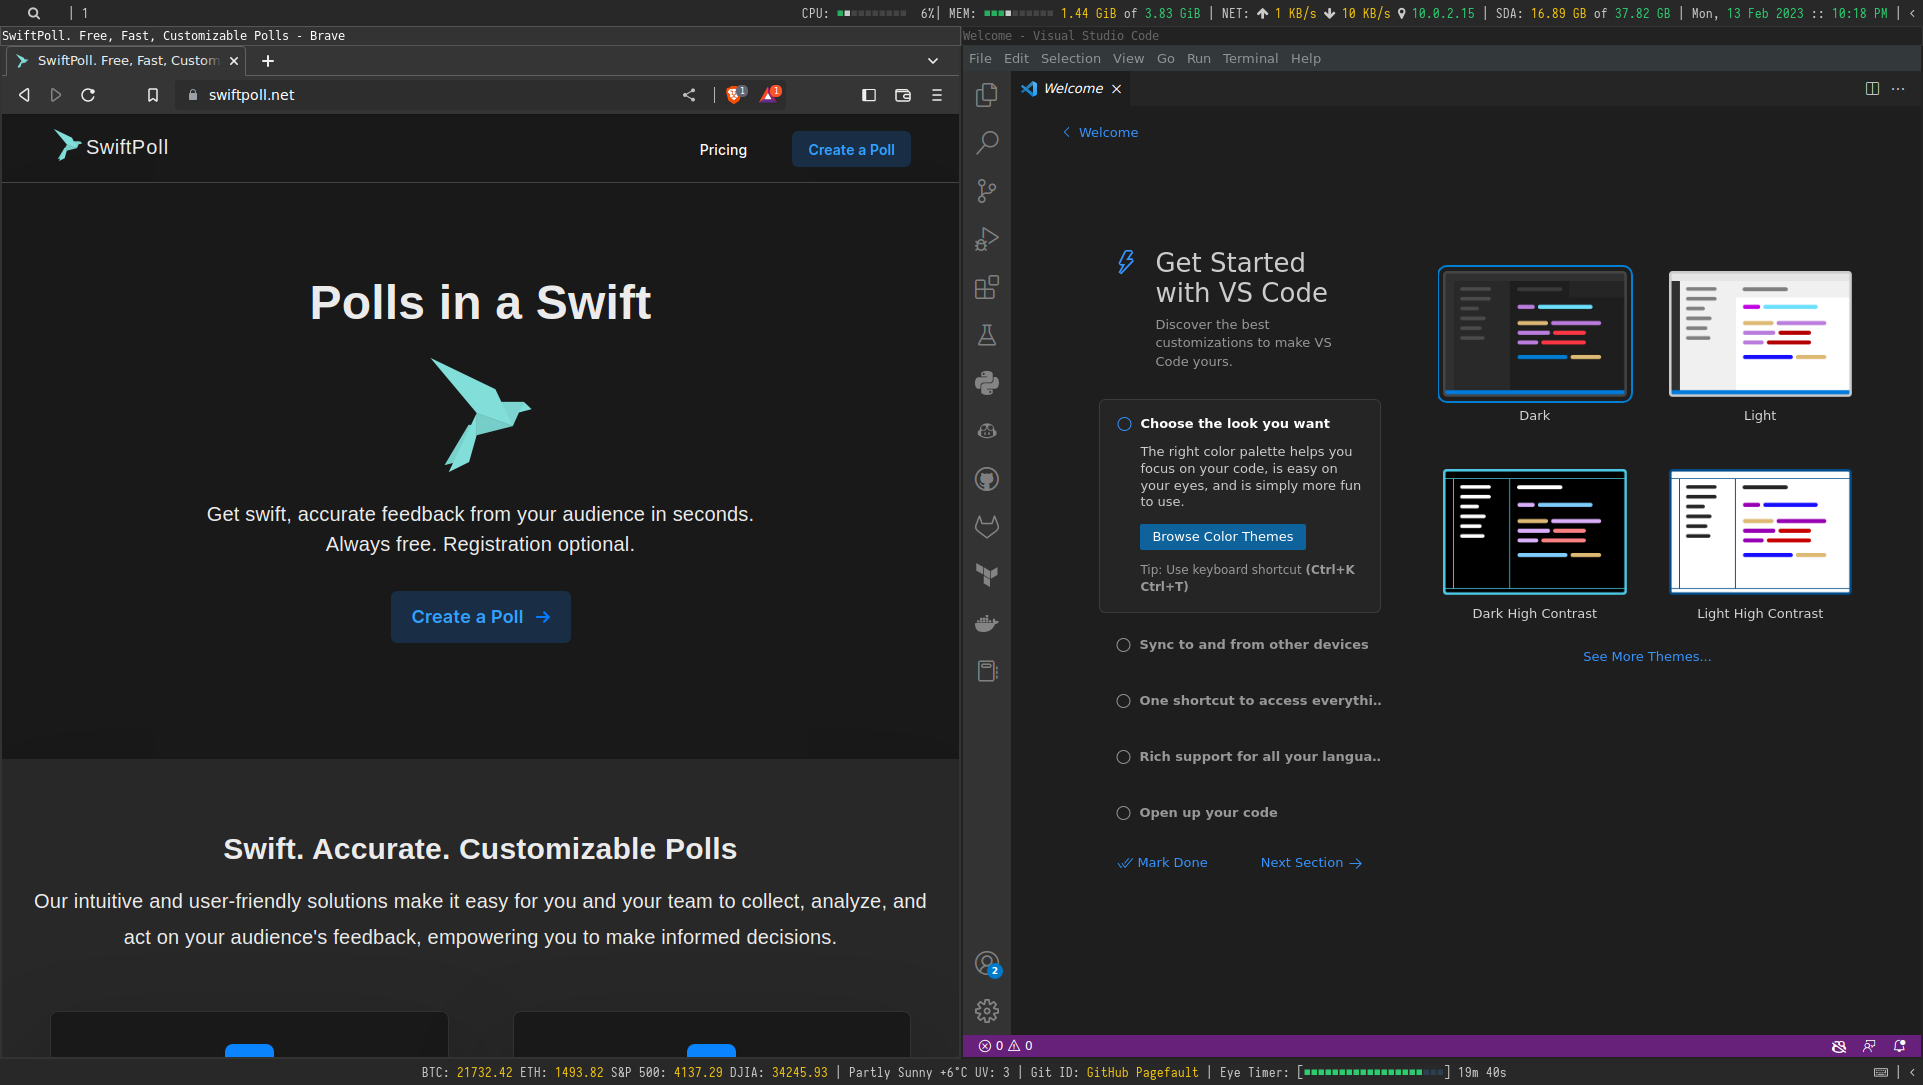 1
CPU: 6%| MEM: 1.44 GiB of 3.83 GiB | NET: 1 KB/s 10 KB/s 10.0.2.15 | SDA: 16.89 GB of 37.82 GB | Mon, 13 Feb 2023 :: 10:18 PM |
SwiftPoll. Free, Fast, Customizable Polls - Brave
SwiftPoll. Free, Fast, Custom
swiftpoll.net
1
1
SwiftPoll
Pricing
Create a Poll
Polls in a Swift
Get swift, accurate feedback from your audience in seconds.
Always free. Registration optional.
Create a Poll →
Swift. Accurate. Customizable Polls
Our intuitive and user-friendly solutions make it easy for you and your team to collect, analyze, and
act on your audience's feedback, empowering you to make informed decisions.
Welcome - Visual Studio Code
File Edit Selection View Go Run Terminal Help
Welcome
Welcome
Get Started
with VS Code
Discover the best
customizations to make VS
Code yours.
Choose the look you want
The right color palette helps you
focus on your code, is easy on
your eyes, and is simply more fun
to use.
Browse Color Themes
Tip: Use keyboard shortcut (Ctrl+K
Ctrl+T)
Sync to and from other devices
One shortcut to access everythi..
Rich support for all your langua..
Open up your code
Mark Done
Next Section →
Dark
Light
Dark High Contrast
Light High Contrast
See More Themes...
2
0 0
BTC: 21732.42 ETH: 1493.82 S&P 500: 4137.29 DJIA: 34245.93 | Partly Sunny +6°C UV: 3 | Git ID: GitHub Pagefault | Eye Timer: [ ] 19m 40s